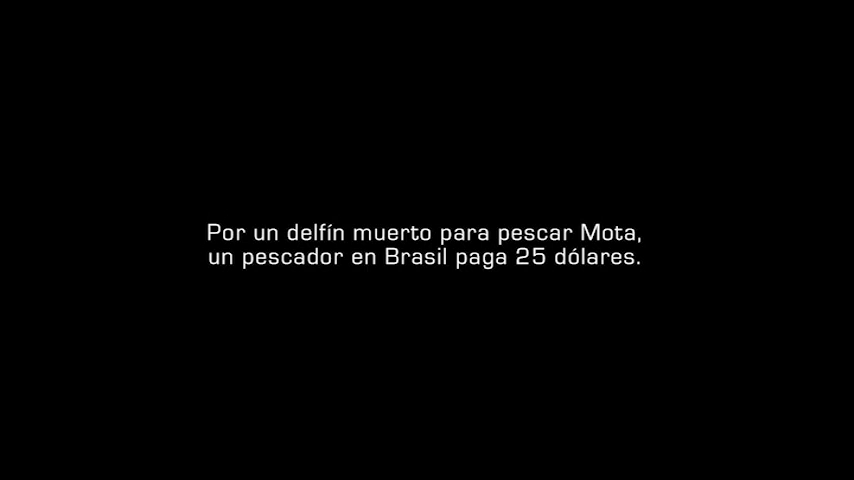 Por un delfín muerto para pescar Mota,
un pescador en Brasil paga 25 dólares.